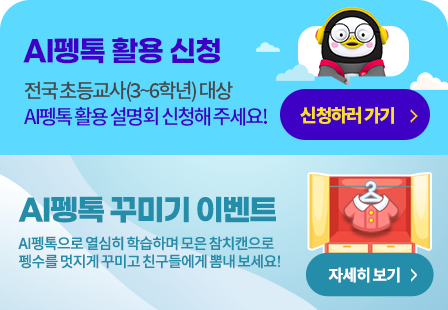 AI펭톡 활용 신청
전국 초등교사(3~6학년) 대상
AI펭톡 활용 설명회 신청해 주세요!
신청하러 가기 >
AI펭톡 꾸미기 이벤트
AI펭톡으로 열심히 학습하며 모은 참치캔으로
펭수를 멋지게 꾸미고 친구들에게 뽐내 보세요!
자세히 보기 >